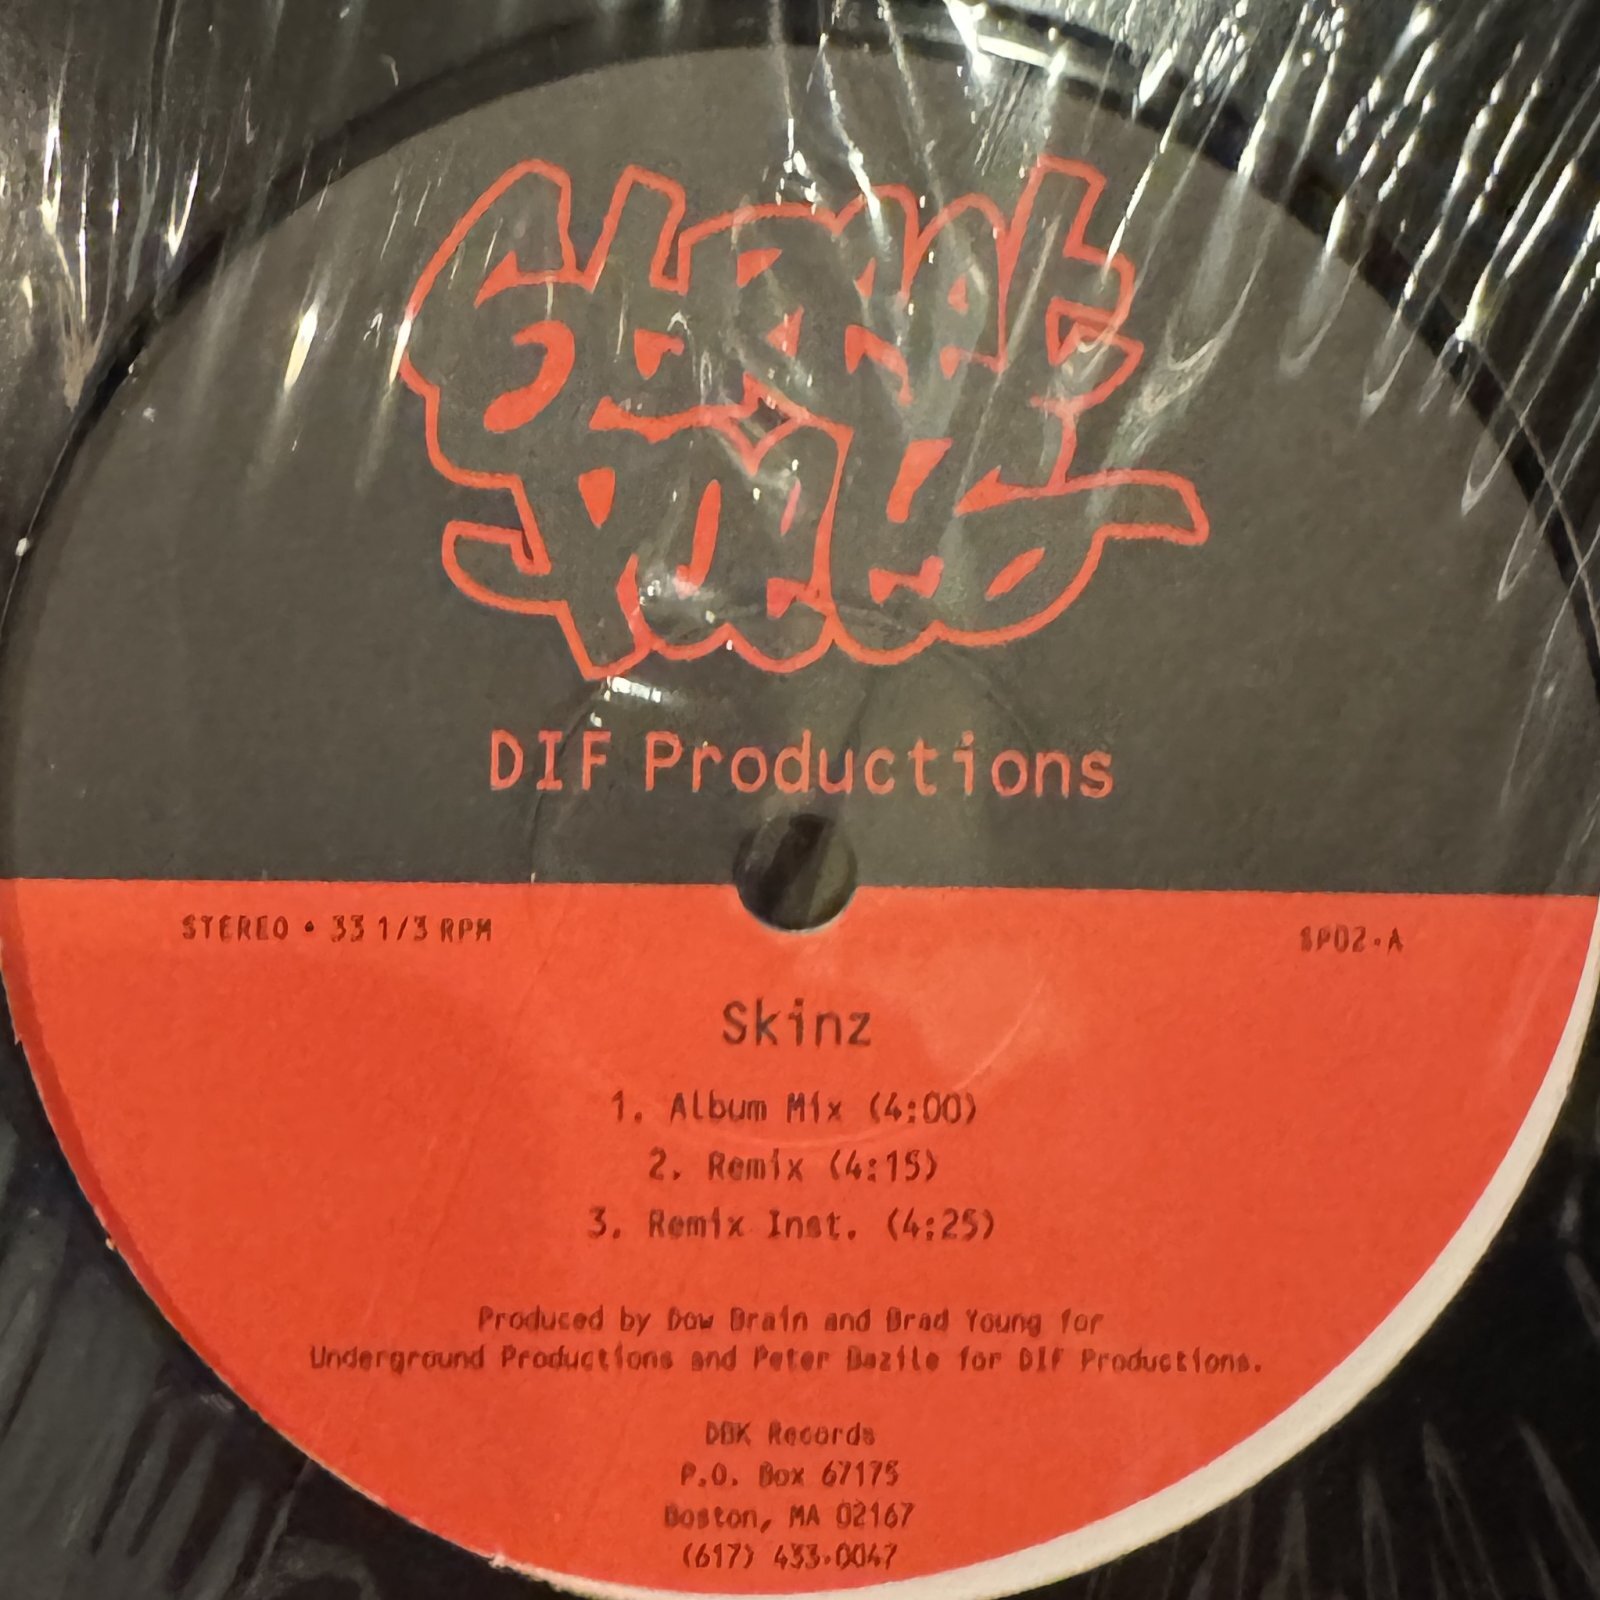 DIF Productions
STEREO • 33 1/3 RPM
SP02-A
Skinz
1. Album Mix (4:00)
2. Remix (4:15)
3. Remix Inst. (4:25)
Produced by Dow Brain and Brad Young for
Underground Productions and Peter Bazile for DIF Productions.
DBK Records
P.O. Box 67175
Boston, MA 02167
(617) 433-0047